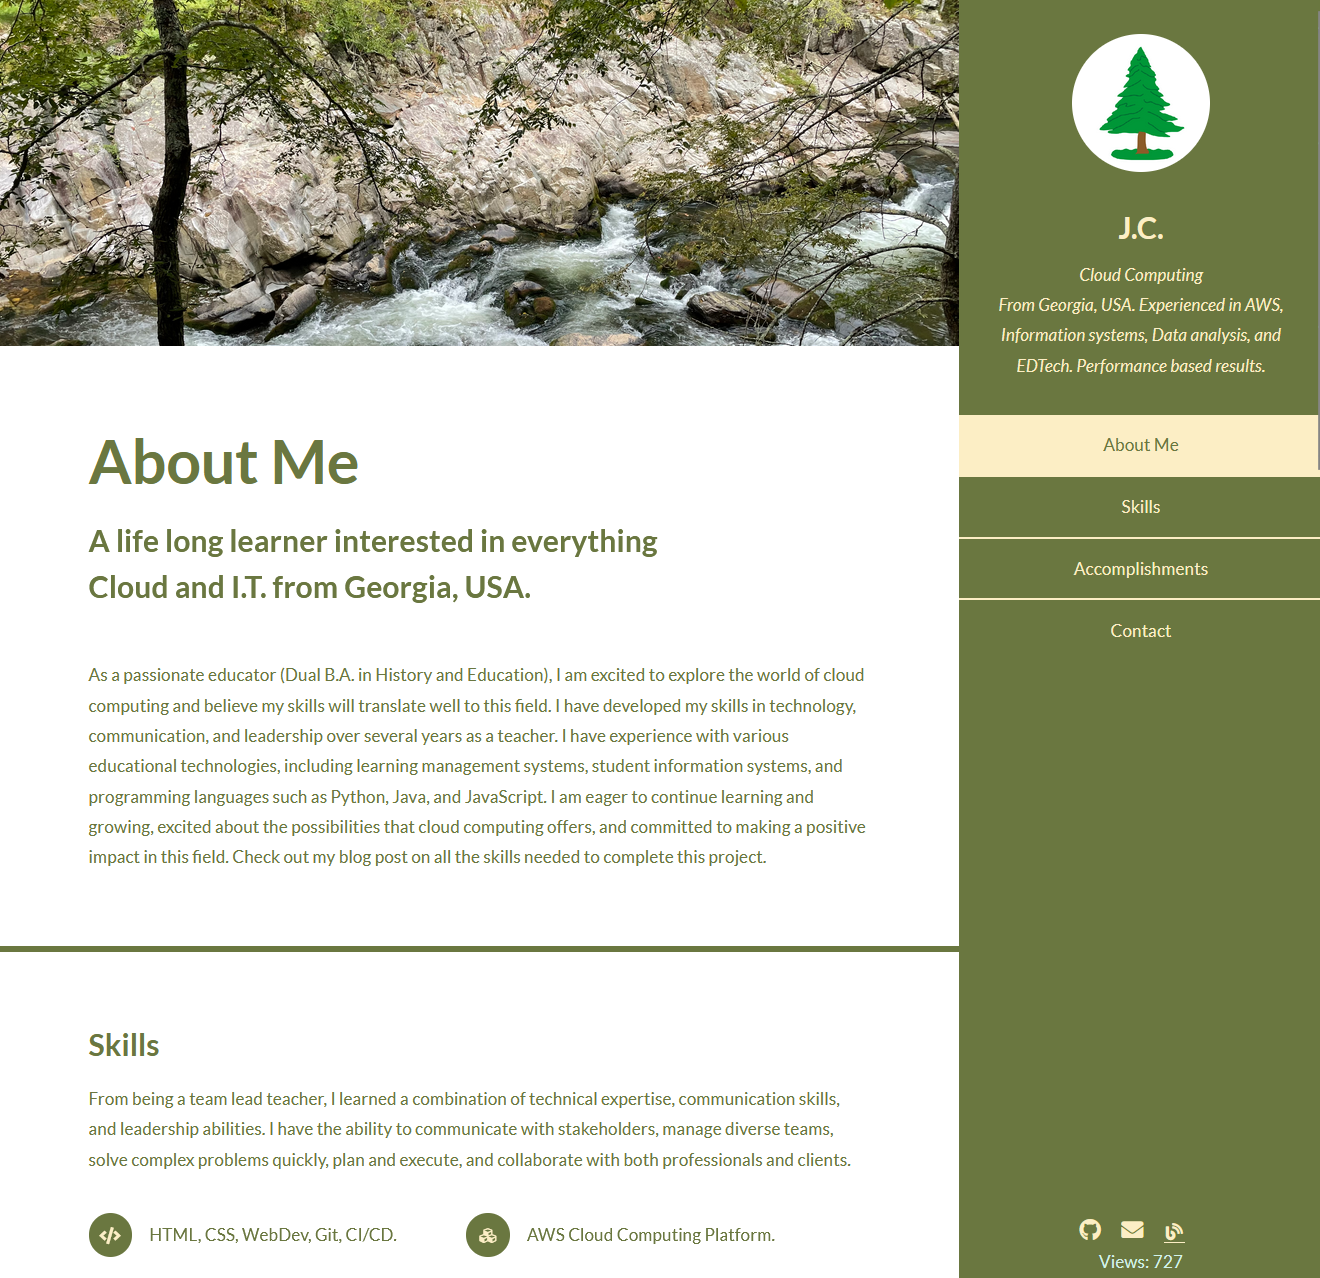 About Me
A life long learner interested in everything
Cloud and I.T. from Georgia, USA.
As a passionate educator (Dual B.A. in History and Education), I am excited to explore the world of cloud
computing and believe my skills will translate well to this field. I have developed my skills in technology,
communication, and leadership over several years as a teacher. I have experience with various
educational technologies, including learning management systems, student information systems, and
programming languages such as Python, Java, and JavaScript. I am eager to continue learning and
growing, excited about the possibilities that cloud computing offers, and committed to making a positive
impact in this field. Check out my blog post on all the skills needed to complete this project.
Skills
From being a team lead teacher, I learned a combination of technical expertise, communication skills,
and leadership abilities. I have the ability to communicate with stakeholders, manage diverse teams,
solve complex problems quickly, plan and execute, and collaborate with both professionals and clients.
HTML, CSS, WebDev, Git, CI/CD.
AWS Cloud Computing Platform.
J.C.
Cloud Computing
From Georgia, USA. Experienced in AWS,
Information systems, Data analysis, and
EDTech. Performance based results.
About Me
Skills
Accomplishments
Contact
Views: 727